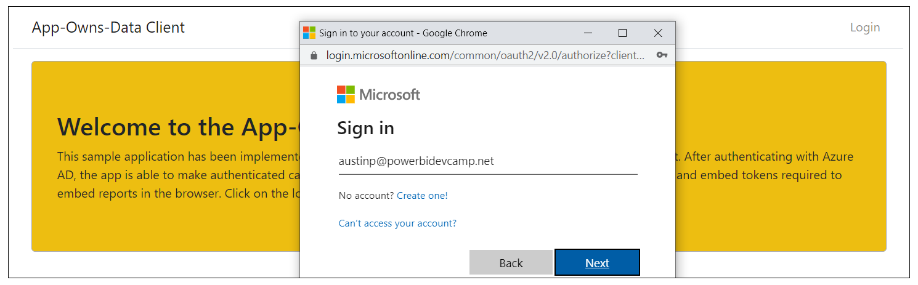 App-Owns-Data Client
Login
Sign in to your account - Google Chrome
login.microsoftonline.com/common/oauth2/v2.0/authorize?client...
Microsoft
Sign in
austinp@powerbidevcamp.net
No account? Create one!
Can't access your account?
Back
Next
Welcome to the App-
This sample application has been implement
t. After authenticating with Azure
AD, the app is able to make authenticated ca
and embed tokens required to
embed reports in the browser. Click on the lo